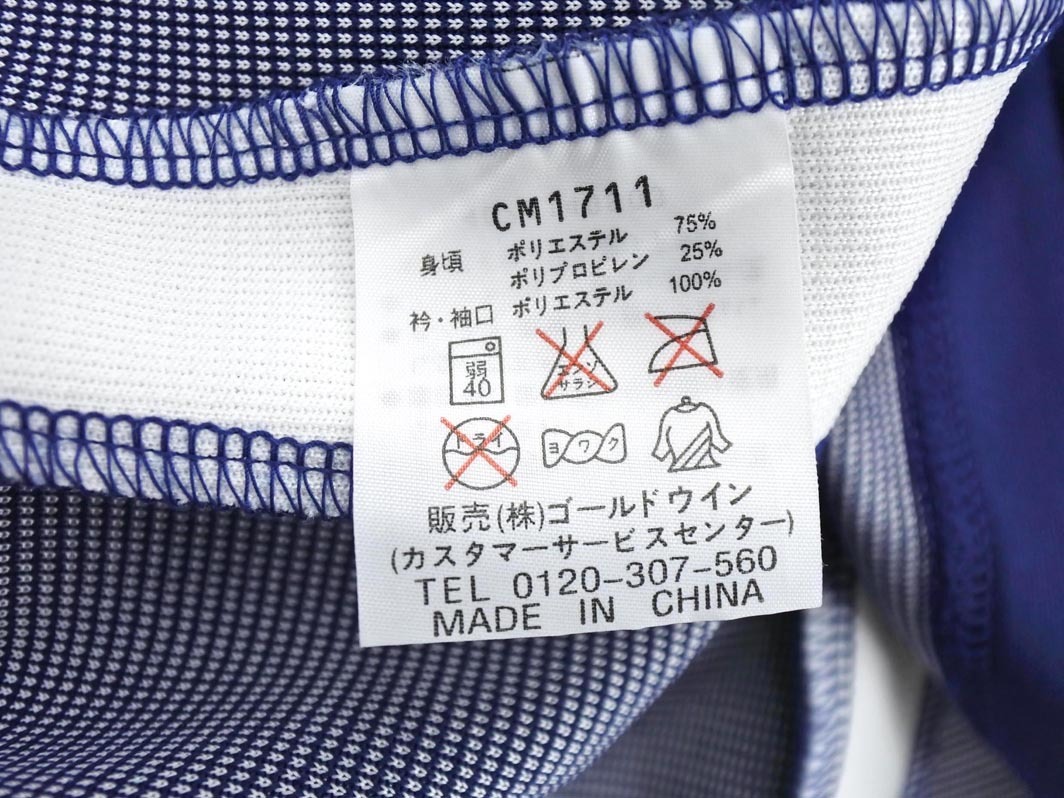 CM1711
身頃 ポリエステル 75%
ポリプロピレン 25%
衿・袖口 ポリエステル 100%
弱
40
エンソ
サラシ
ドライ
ヨワク
販売(株)ゴールドウイン
(カスタマーサービスセンター)
TEL 0120-307-560
MADE IN CHINA